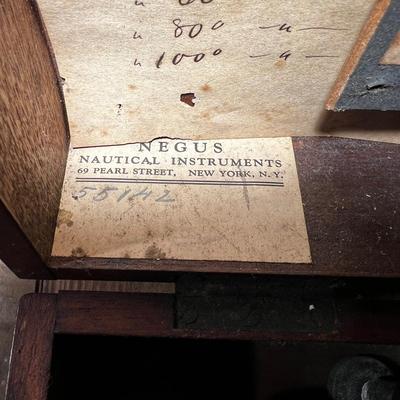 " 800 — " —
" 1000 — " —
NEGUS
NAUTICAL INSTRUMENTS
69 PEARL STREET, NEW YORK, N. Y.
55142